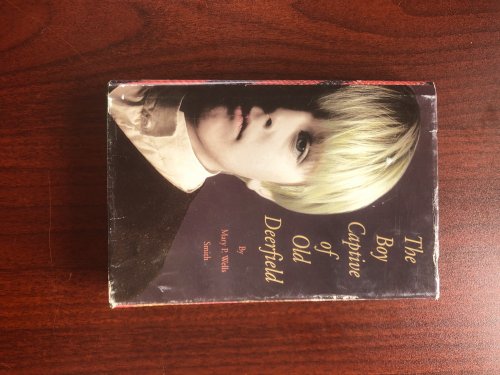 The
Boy
Captive
of
Old
Deerfield
By
Mary P. Wells
Smith